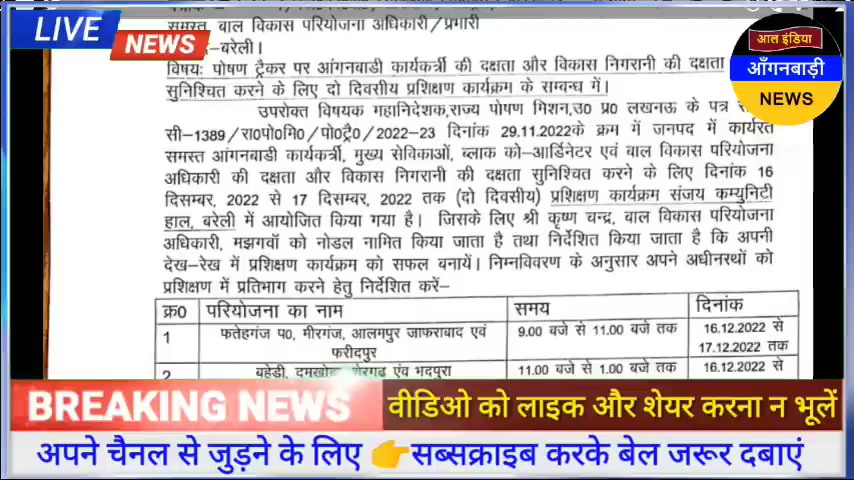 समस्त बाल विकास परियोजना अधिकारी/प्रभारी
-बरेली।
LIVE
NEWS
आल इंडिया
आँगनबाड़ी
NEWS
विषयः पोषण ट्रैकर पर आंगनबाडी कार्यकर्त्री की दक्षता और विकास निगरानी की दक्षता
सुनिश्चित करने के लिए दो दिवसीय प्रशिक्षण कार्यक्रम के सम्बन्ध में।
उपरोक्त विषयक महानिदेशक,राज्य पोषण मिशन,उ0 प्र0 लखनऊ के पत्र
सी-1389/रा0पो0मि0/पो0ट्रै0/2022-23 दिनांक 29.11.2022के क्रम में जनपद में कार्यरत
समस्त आंगनबाडी कार्यकर्त्री, मुख्य सेविकाओं, ब्लाक को-आर्डिनेटर एवं बाल विकास परियोजना
अधिकारी की दक्षता और विकास निगरानी की दक्षता सुनिश्चित करने के लिए दिनांक 16
दिसम्बर, 2022 से 17 दिसम्बर, 2022 तक (दो दिवसीय) प्रशिक्षण कार्यक्रम संजय कम्युनिटी
हाल, बरेली में आयोजित किया गया है। जिसके लिए श्री कृष्ण चन्द्र, बाल विकास परियोजना
अधिकारी, मझगवॉ को नोडल नामित किया जाता है तथा निर्देशित किया जाता है कि अपनी
देख-रेख में प्रशिक्षण कार्यक्रम को सफल बनायें। निम्नविवरण के अनुसार अपने अधीनस्थों को
प्रशिक्षण में प्रतिभाग करने हेतु निर्देशित करें-
क्र0 परियोजना का नाम समय दिनांक
1 फतेहगंज प0, मीरगंज, आलमपुर जाफराबाद एवं 9.00 बजे से 11.00 बजे तक 16.12.2022 से
फरीदपुर 17.12.2022 तक
2 बहेडी, दमखोदा, शेरगढ एंव भदपुरा 11.00 बजे से 1.00 बजे तक 16.12.2022 से
BREAKING NEWS वीडिओ को लाइक और शेयर करना न भूलें
अपने चैनल से जुड़ने के लिए 👉सब्सक्राइब करके बेल जरूर दबाएं